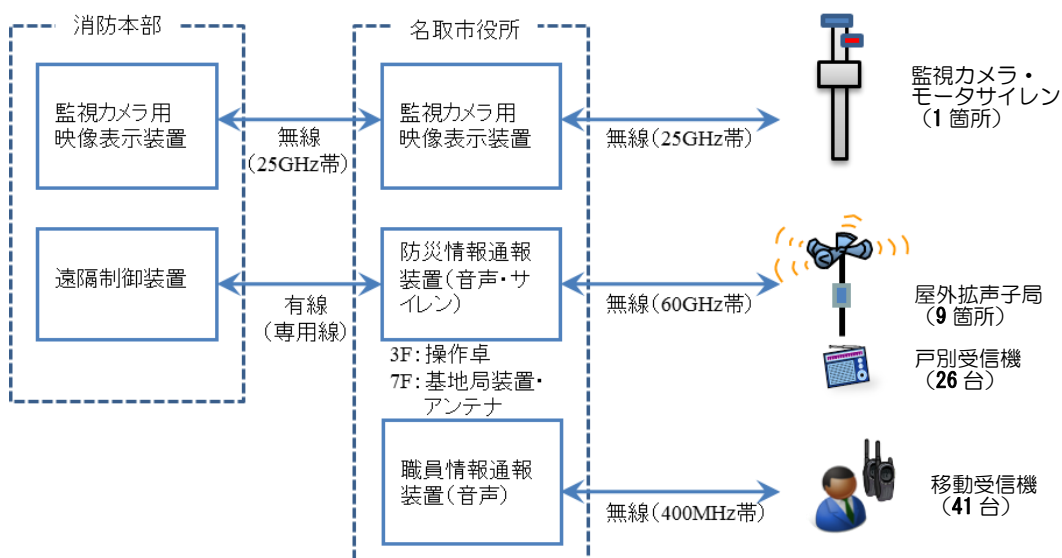 消防本部
名取市役所
監視カメラ用
映像表示装置
無線
(25GHz帯)
監視カメラ用
映像表示装置
無線(25GHz帯)
監視カメラ・
モータサイレン
(1箇所)
遠隔制御装置
有線
(専用線)
防災情報通報
装置(音声・サ
イレン)
無線(60GHz帯)
屋外拡声子局
(9箇所)
3F:操作卓
7F:基地局装置・
アンテナ
戸別受信機
(26台)
職員情報通報
装置(音声)
無線(400MHz帯)
移動受信機
(41台)